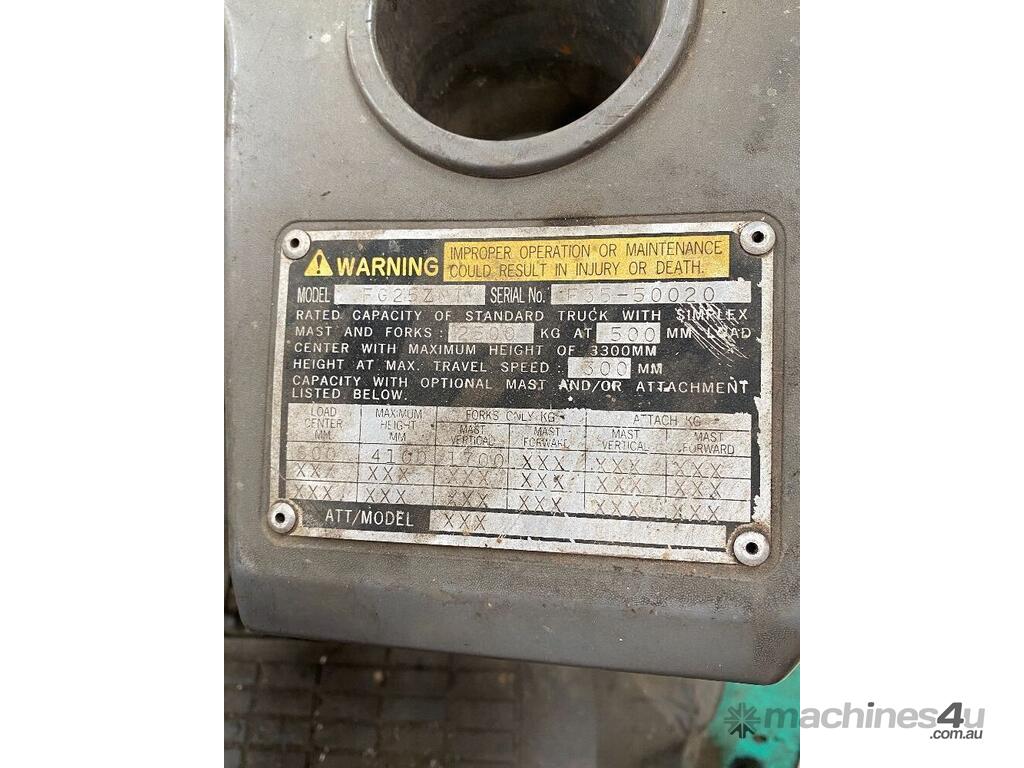 WARNING
IMPROPER OPERATION OR MAINTENANCE
COULD RESULT IN INJURY OR DEATH.
MODEL SERIAL No. F35-50020
RATED CAPACITY OF STANDARD TRUCK WITH SIMPLEX
MAST AND FORKS : 2500 KG AT 500 MM LOAD
CENTER WITH MAXIMUM HEIGHT OF 3300MM
HEIGHT AT MAX. TRAVEL SPEED : 300 MM
CAPACITY WITH OPTIONAL MAST AND/OR ATTACHMENT
LISTED BELOW.
LOAD CENTER MM MAXIMUM HEIGHT MM FORKS ONLY KG ATTACH KG
MAST VERTICAL MAST FORWARD MAST VERTICAL MAST FORWARD
4100 1700 XXX XXX XXX
XXX XXX XXX XXX XXX XXX
XXX XXX XXX XXX XXX XXX
ATT/MODEL XXX
machines4u
.com.au